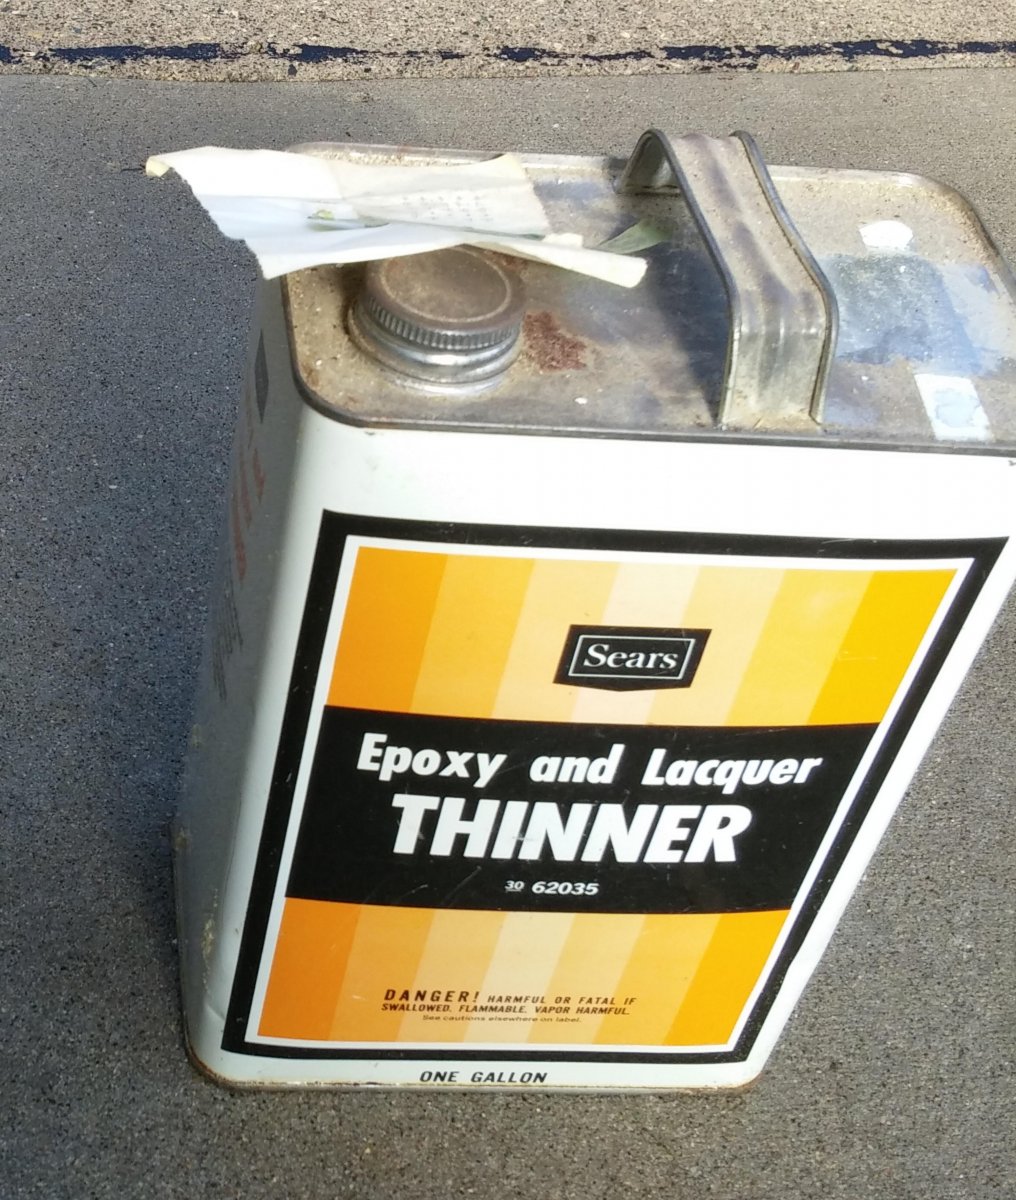 Sears
Epoxy and Lacquer
THINNER
30 62035
DANGER! HARMFUL OR FATAL IF
SWALLOWED. FLAMMABLE. VAPOR HARMFUL.
See cautions elsewhere on label.
ONE GALLON